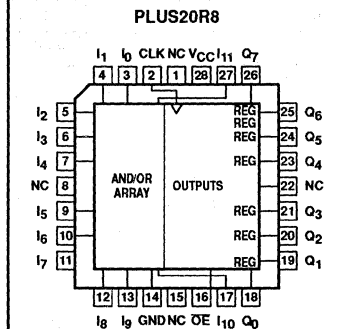 PLUS20R8
I1 I0 CLK NC VCC I11 Q7
4 3 2 1 28 27 26
I2 5 REG 25 Q6
REG
I3 6 REG 24 Q5
I4 7 REG 23 Q4
NC 8 AND/OR ARRAY OUTPUTS 22 NC
I5 9 REG 21 Q3
I6 10 REG 20 Q2
I7 11 REG 19 Q1
REG
12 13 14 15 16 17 18
I8 I9 GND NC OE I10 Q0